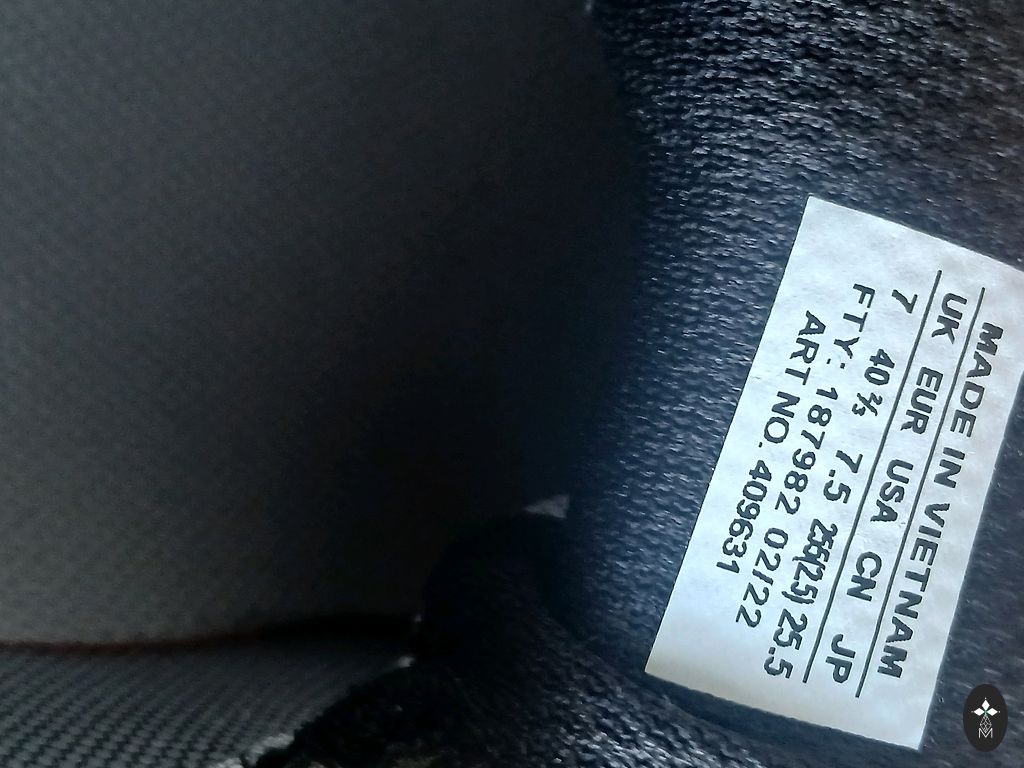 MADE IN VIETNAM
UK EUR USA CN JP
7 40⅔ 7.5 255(2.5) 25.5
FTY: 187982 02/22
ART NO. 409631
M